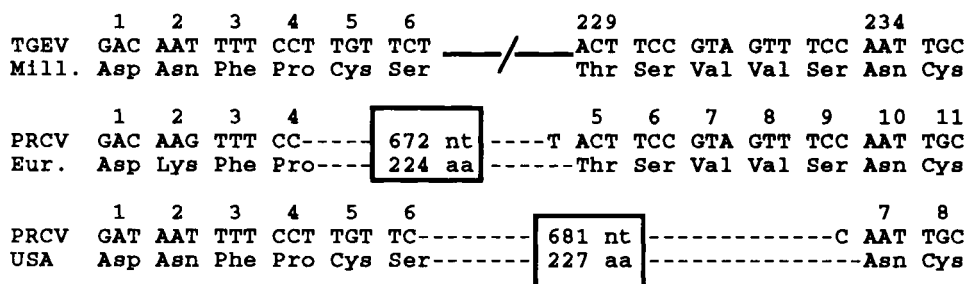 1 2 3 4 5 6 229 234
TGEV GAC AAT TTT CCT TGT TCT ACT TCC GTA GTT TCC AAT TGC
Mill. Asp Asn Phe Pro Cys Ser Thr Ser Val Val Ser Asn Cys
1 2 3 4 5 6 7 8 9 10 11
PRCV GAC AAG TTT CC----- 672 nt ----T ACT TCC GTA GTT TCC AAT TGC
Eur. Asp Lys Phe Pro---- 224 aa ------Thr Ser Val Val Ser Asn Cys
1 2 3 4 5 6 7 8
PRCV GAT AAT TTT CCT TGT TC-------- 681 nt -------------C AAT TGC
USA Asp Asn Phe Pro Cys Ser------- 227 aa ---------------Asn Cys